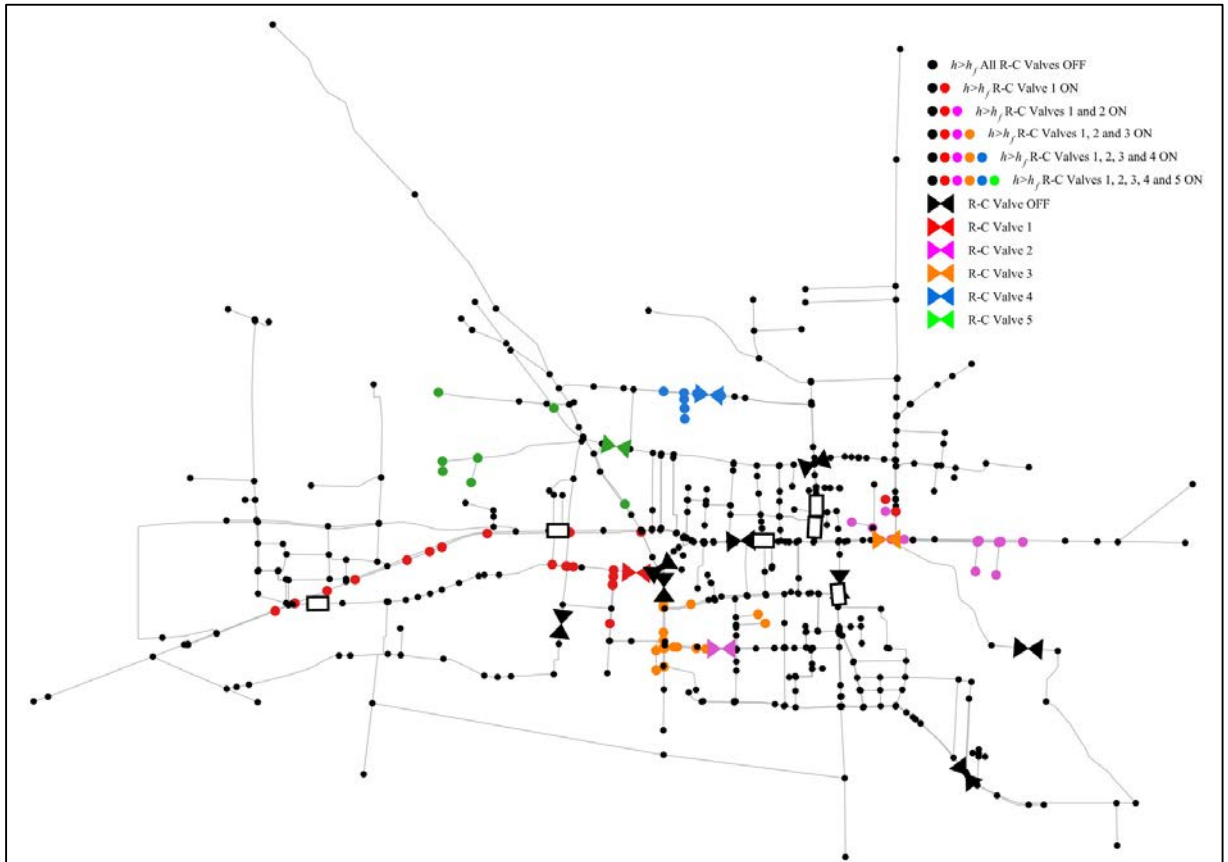 h>hf All R-C Valves OFF
h>hf R-C Valve 1 ON
h>hf R-C Valves 1 and 2 ON
h>hf R-C Valves 1, 2 and 3 ON
h>hf R-C Valves 1, 2, 3 and 4 ON
h>hf R-C Valves 1, 2, 3, 4 and 5 ON
R-C Valve OFF
R-C Valve 1
R-C Valve 2
R-C Valve 3
R-C Valve 4
R-C Valve 5